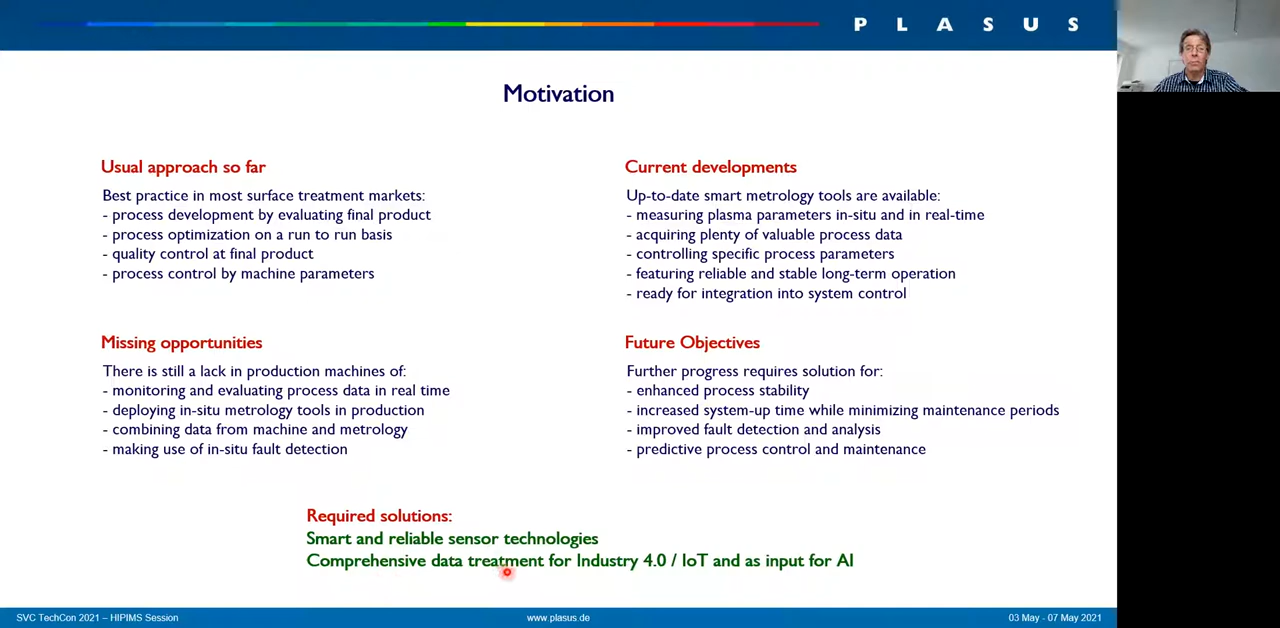 P L A S U S
Motivation
Usual approach so far
Best practice in most surface treatment markets:
- process development by evaluating final product
- process optimization on a run to run basis
- quality control at final product
- process control by machine parameters
Current developments
Up-to-date smart metrology tools are available:
- measuring plasma parameters in-situ and in real-time
- acquiring plenty of valuable process data
- controlling specific process parameters
- featuring reliable and stable long-term operation
- ready for integration into system control
Missing opportunities
There is still a lack in production machines of:
- monitoring and evaluating process data in real time
- deploying in-situ metrology tools in production
- combining data from machine and metrology
- making use of in-situ fault detection
Future Objectives
Further progress requires solution for:
- enhanced process stability
- increased system-up time while minimizing maintenance periods
- improved fault detection and analysis
- predictive process control and maintenance
Required solutions:
Smart and reliable sensor technologies
Comprehensive data treatment for Industry 4.0 / IoT and as input for AI
SVC TechCon 2021 – HIPIMS Session
www.plasus.de
03 May - 07 May 2021